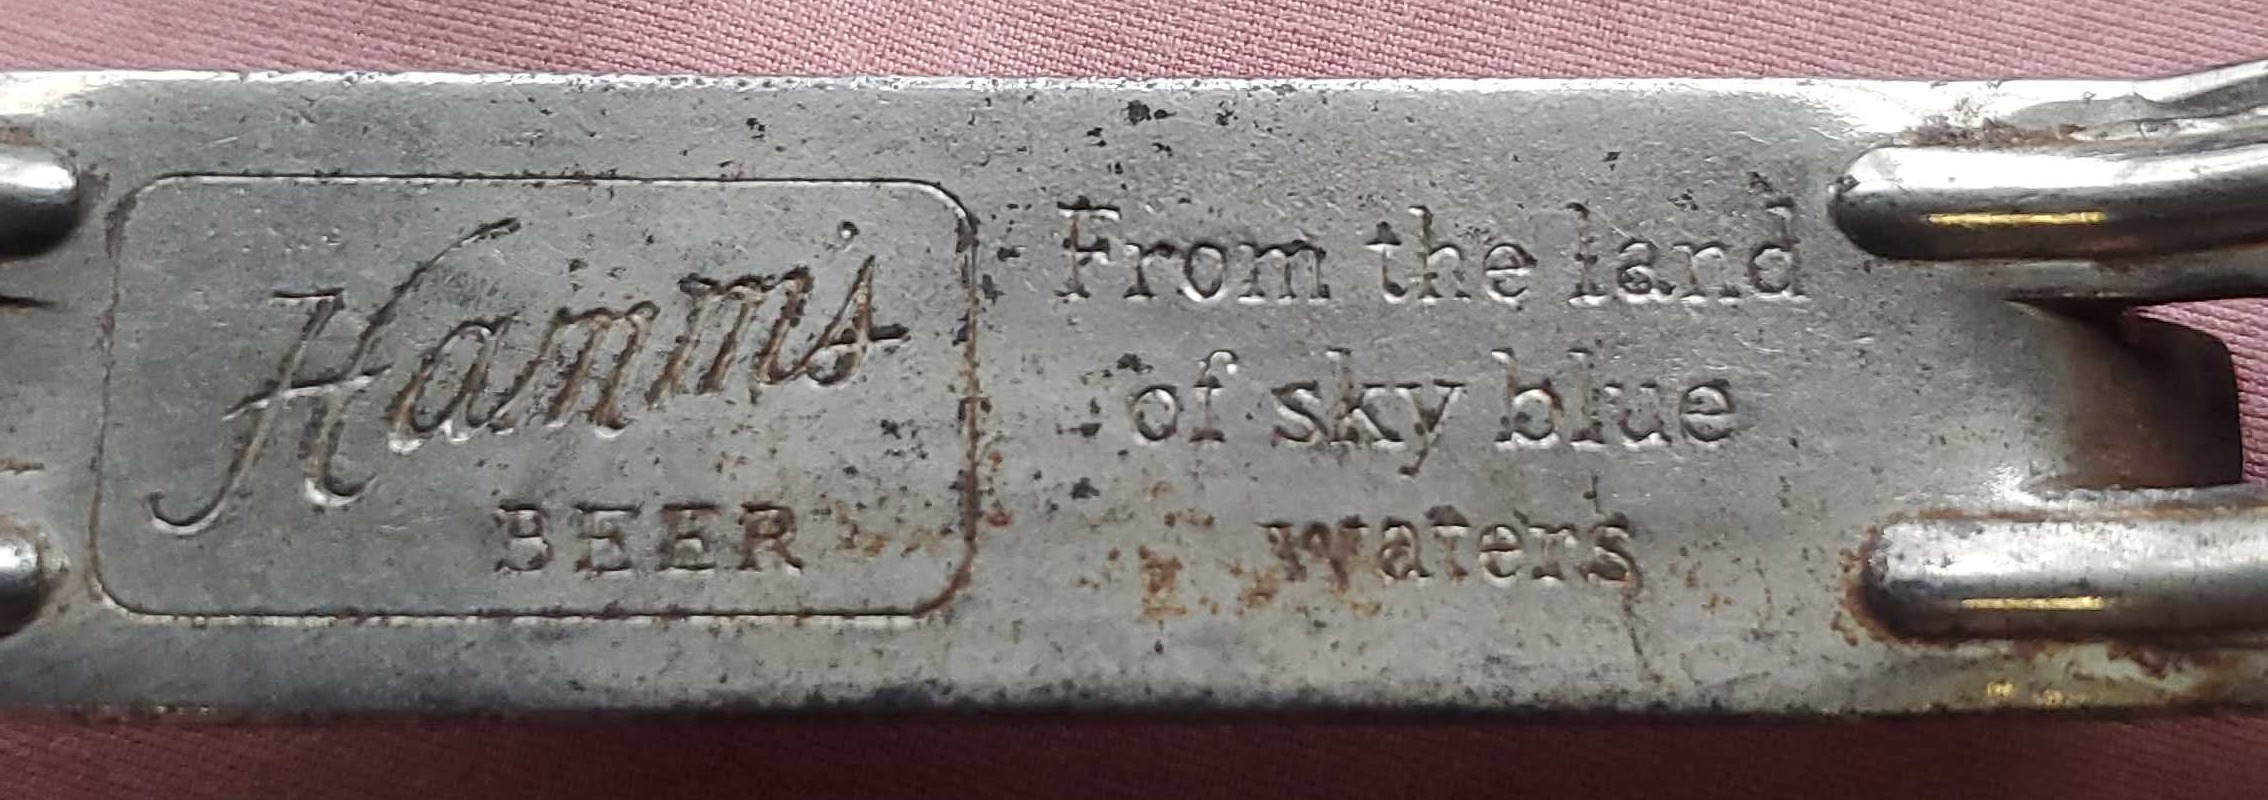 Hamm's
BEER
From the land
of sky blue
waters